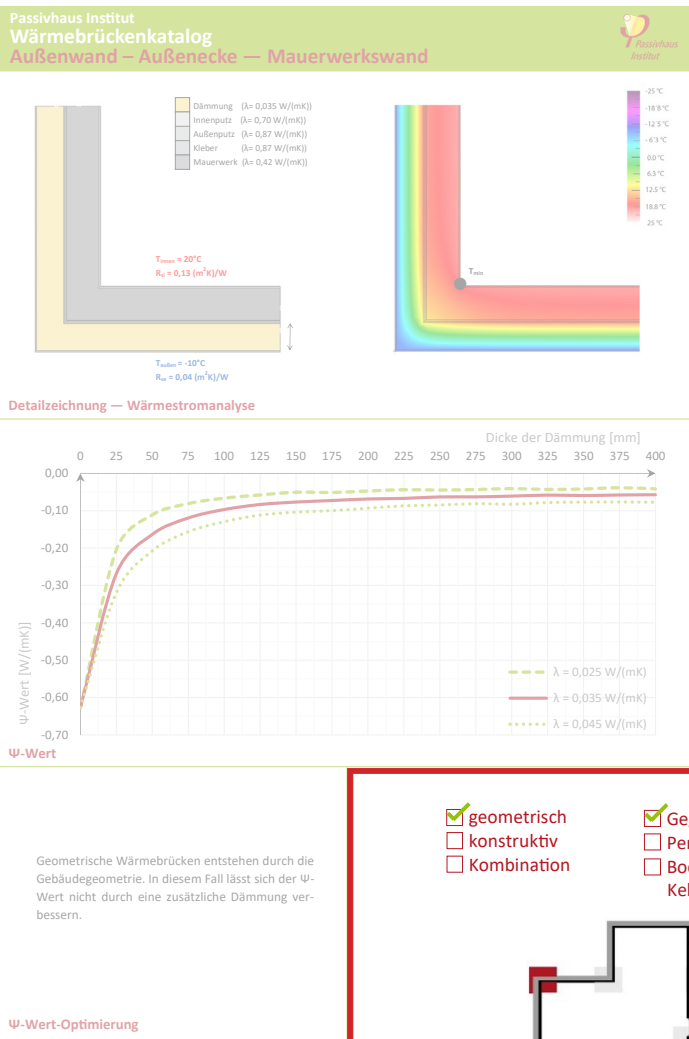 Passivhaus Institut
Wärmebrückenkatalog
Außenwand – Außenecke — Mauerwerkswand
Passivhaus
Institut
Dämmung (λ= 0,035 W/(mK))
Innenputz (λ= 0,70 W/(mK))
Außenputz (λ= 0,87 W/(mK))
Kleber (λ= 0,87 W/(mK))
Mauerwerk (λ= 0,42 W/(mK))
Tinnen = 20°C
Rsi = 0,13 (m²K)/W
Taußen = -10°C
Rse = 0,04 (m²K)/W
Tmin
-25 °C
-18'8 °C
-12'5 °C
-6'3 °C
0.0 °C
6.3 °C
12.5 °C
18.8 °C
25 °C
Detailzeichnung — Wärmestromanalyse
Dicke der Dämmung [mm]
0 25 50 75 100 125 150 175 200 225 250 275 300 325 350 375 400
0,00
-0,10
-0,20
-0,30
-0,40
-0,50
-0,60
-0,70
Ψ-Wert [W/(mK)]
λ = 0,025 W/(mK)
λ = 0,035 W/(mK)
λ = 0,045 W/(mK)
Ψ-Wert
Geometrische Wärmebrücken entstehen durch die
Gebäudegeometrie. In diesem Fall lässt sich der Ψ-
Wert nicht durch eine zusätzliche Dämmung ver-
bessern.
geometrisch
konstruktiv
Kombination
Ψ-Wert-Optimierung